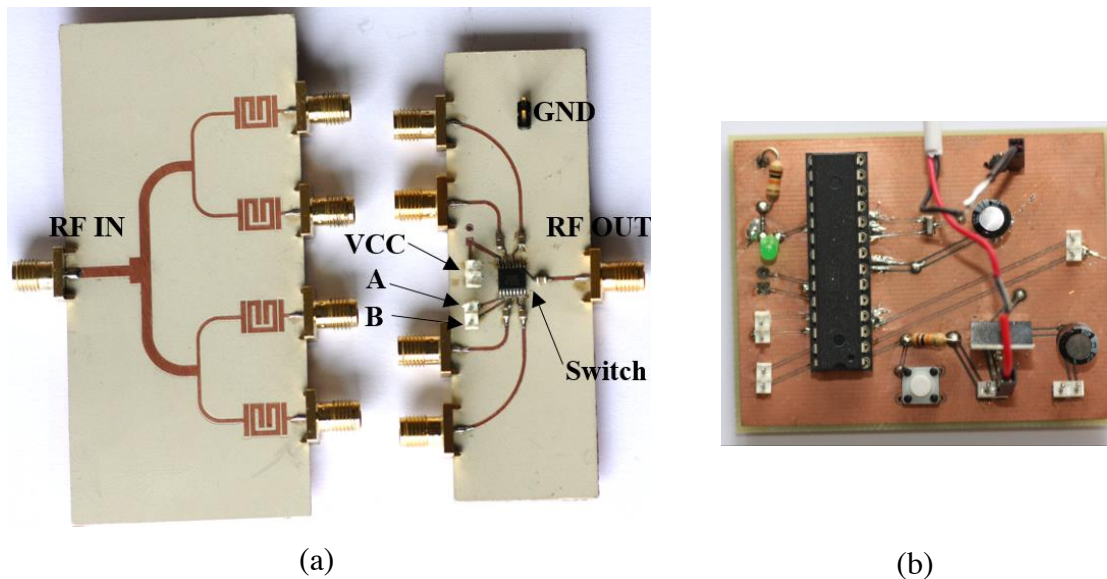 GND
RF IN
RF OUT
VCC
A
B
Switch
(a)
(b)